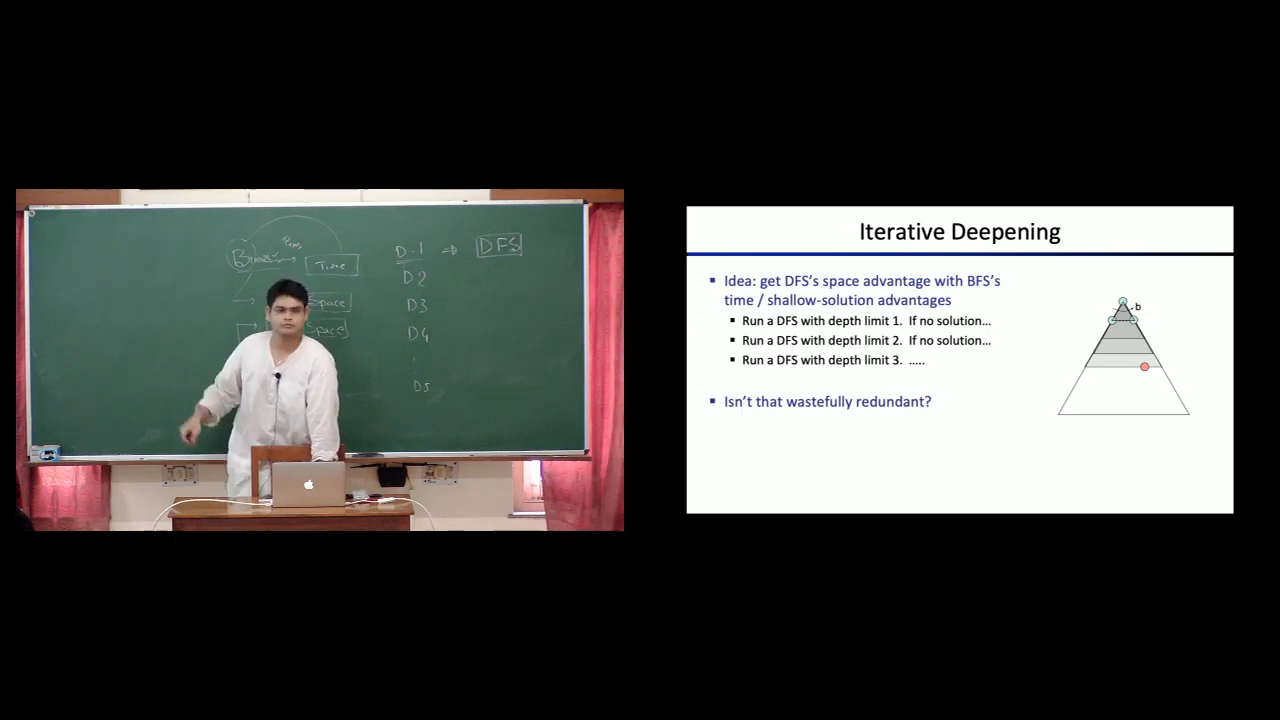 Time
Space
Space
D-1 ⇒ DFS
D2
D3
D4
D5
Iterative Deepening
▪ Idea: get DFS’s space advantage with BFS’s
time / shallow-solution advantages
▪ Run a DFS with depth limit 1. If no solution…
▪ Run a DFS with depth limit 2. If no solution…
▪ Run a DFS with depth limit 3. …..
▪ Isn’t that wastefully redundant?
b